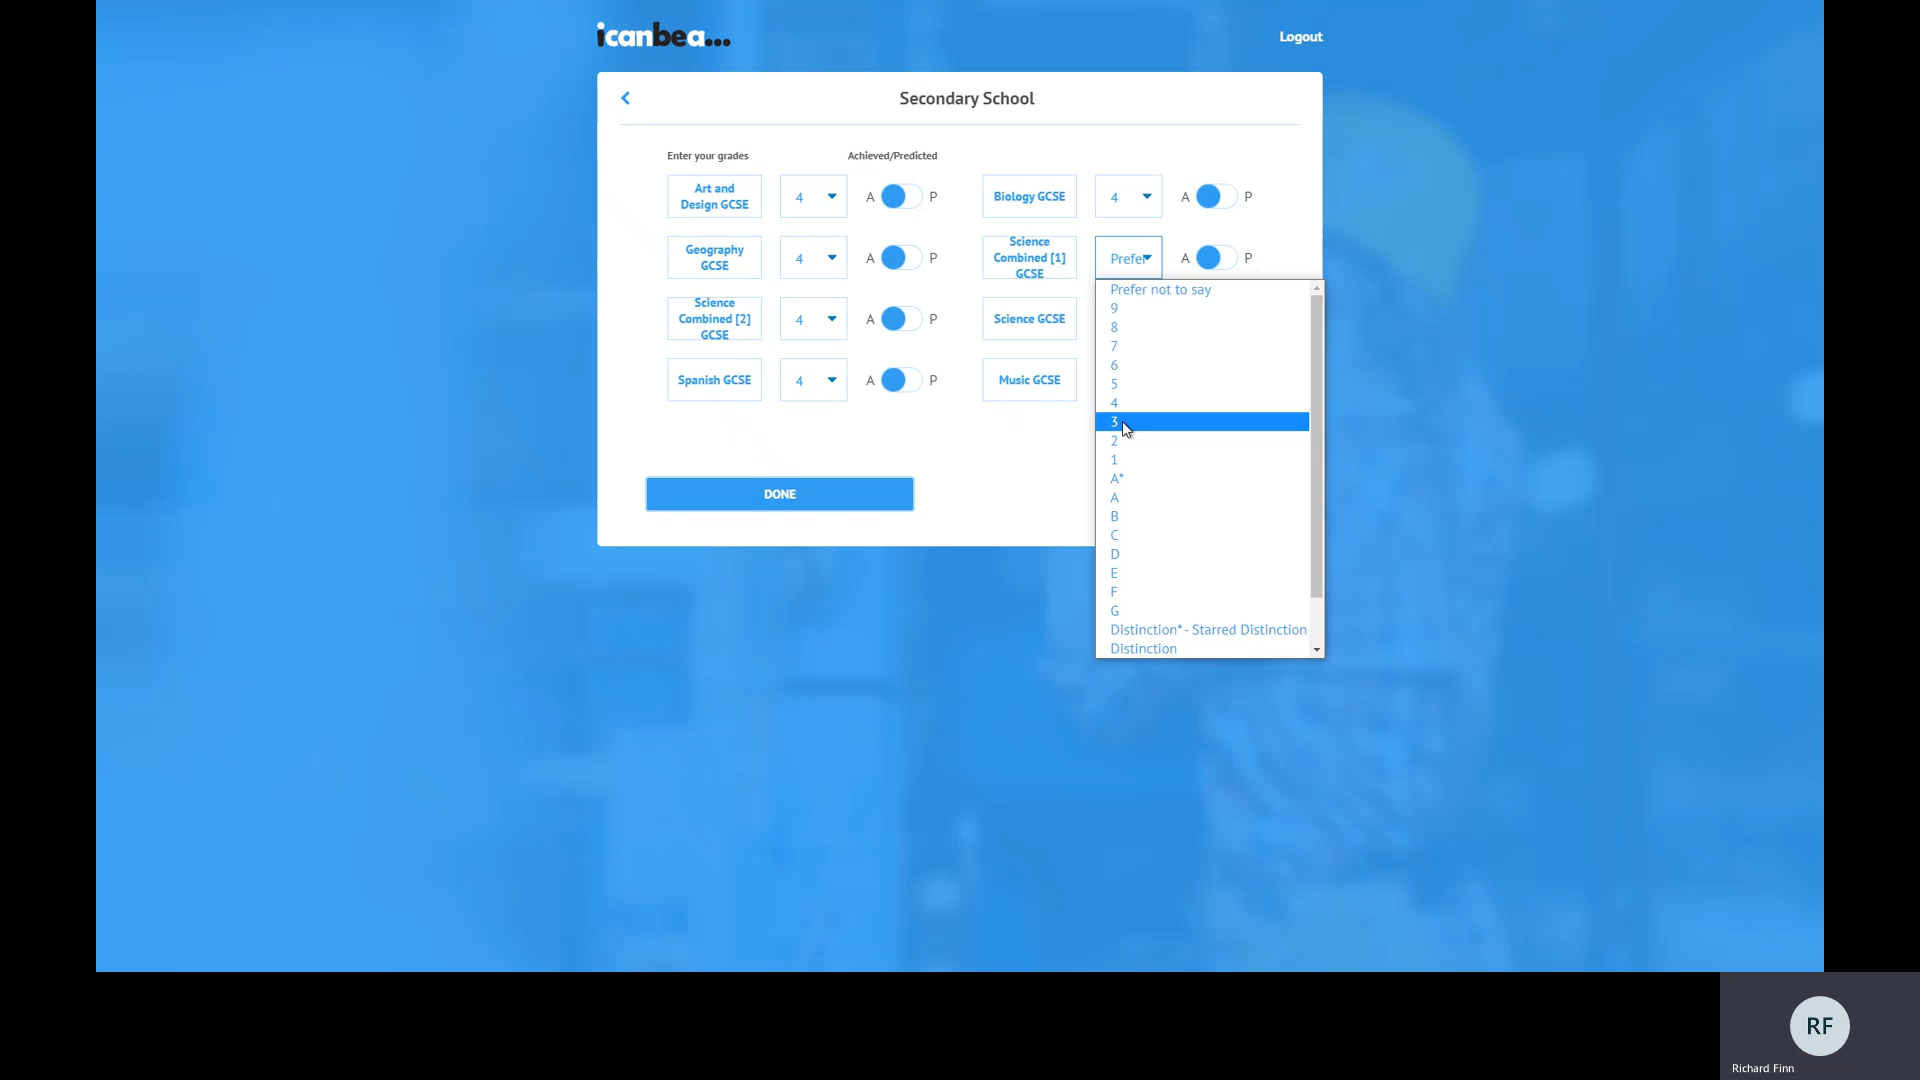 icanbea...
Logout
Secondary School
Enter your grades
Achieved/Predicted
Art and
Design GCSE
4
A
P
Biology GCSE
4
A
P
Geography
GCSE
4
A
P
Science
Combined [1]
GCSE
Prefer
A
P
Science
Combined [2]
GCSE
4
A
P
Science GCSE
Spanish GCSE
4
A
P
Music GCSE
Prefer not to say
9
8
7
6
5
4
3
2
1
A*
A
B
C
D
E
F
G
Distinction* - Starred Distinction
Distinction
DONE
RF
Richard Finn